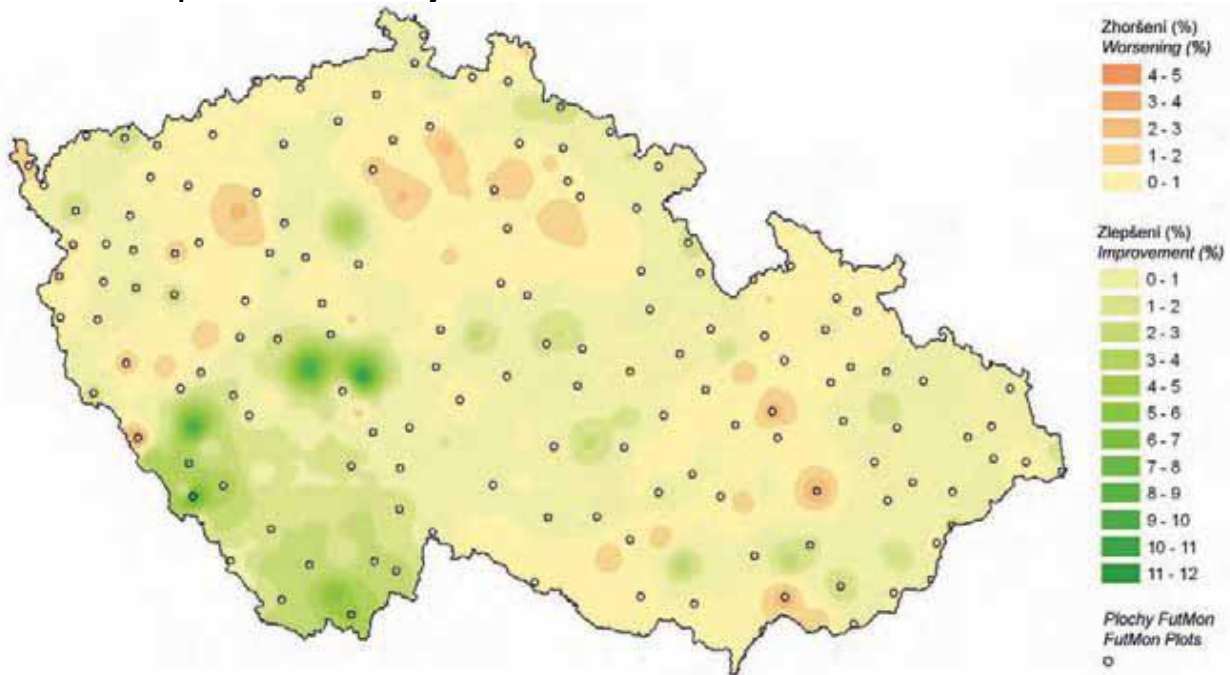 Zhoršení (%)
Worsening (%)
4 - 5
3 - 4
2 - 3
1 - 2
0 - 1
Zlepšení (%)
Improvement (%)
0 - 1
1 - 2
2 - 3
3 - 4
4 - 5
5 - 6
6 - 7
7 - 8
8 - 9
9 - 10
10 - 11
11 - 12
Plochy FutMon
FutMon Plots